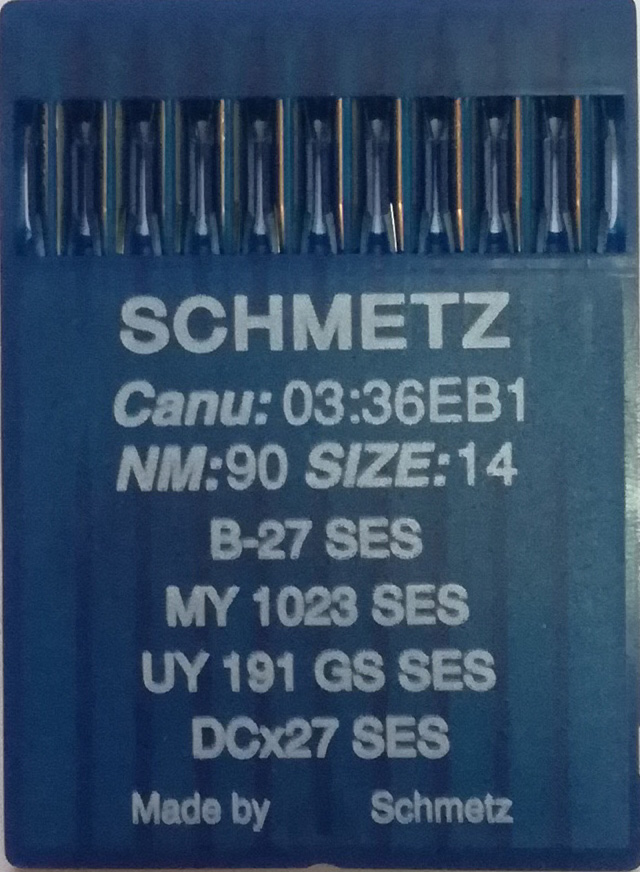 SCHMETZ
Canu: 03:36EB1
NM:90 SIZE:14
B-27 SES
MY 1023 SES
UY 191 GS SES
DCx27 SES
Made by Schmetz